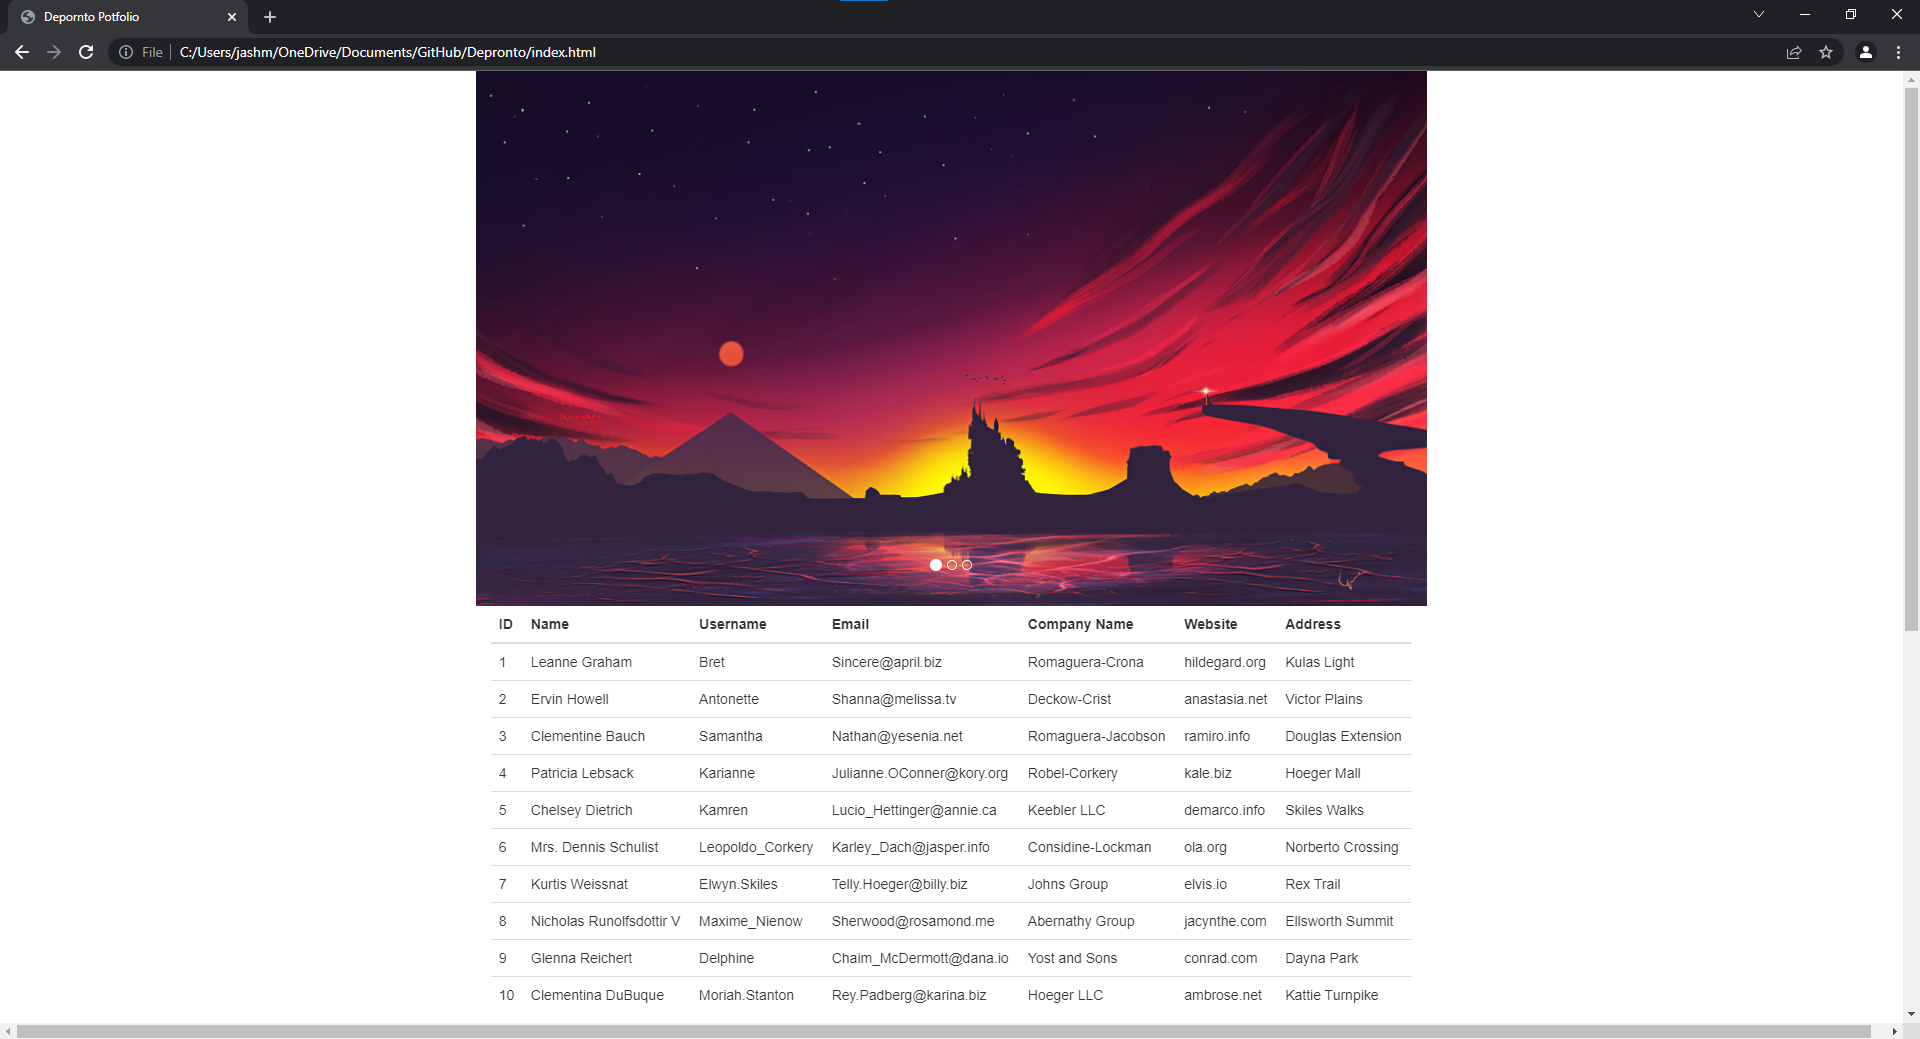 Depornto Potfolio
File C:/Users/jashm/OneDrive/Documents/GitHub/Depronto/index.html
ID Name Username Email Company Name Website Address
1 Leanne Graham Bret Sincere@april.biz Romaguera-Crona hildegard.org Kulas Light
2 Ervin Howell Antonette Shanna@melissa.tv Deckow-Crist anastasia.net Victor Plains
3 Clementine Bauch Samantha Nathan@yesenia.net Romaguera-Jacobson ramiro.info Douglas Extension
4 Patricia Lebsack Karianne Julianne.OConner@kory.org Robel-Corkery kale.biz Hoeger Mall
5 Chelsey Dietrich Kamren Lucio_Hettinger@annie.ca Keebler LLC demarco.info Skiles Walks
6 Mrs. Dennis Schulist Leopoldo_Corkery Karley_Dach@jasper.info Considine-Lockman ola.org Norberto Crossing
7 Kurtis Weissnat Elwyn.Skiles Telly.Hoeger@billy.biz Johns Group elvis.io Rex Trail
8 Nicholas Runolfsdottir V Maxime_Nienow Sherwood@rosamond.me Abernathy Group jacynthe.com Ellsworth Summit
9 Glenna Reichert Delphine Chaim_McDermott@dana.io Yost and Sons conrad.com Dayna Park
10 Clementina DuBuque Moriah.Stanton Rey.Padberg@karina.biz Hoeger LLC ambrose.net Kattie Turnpike